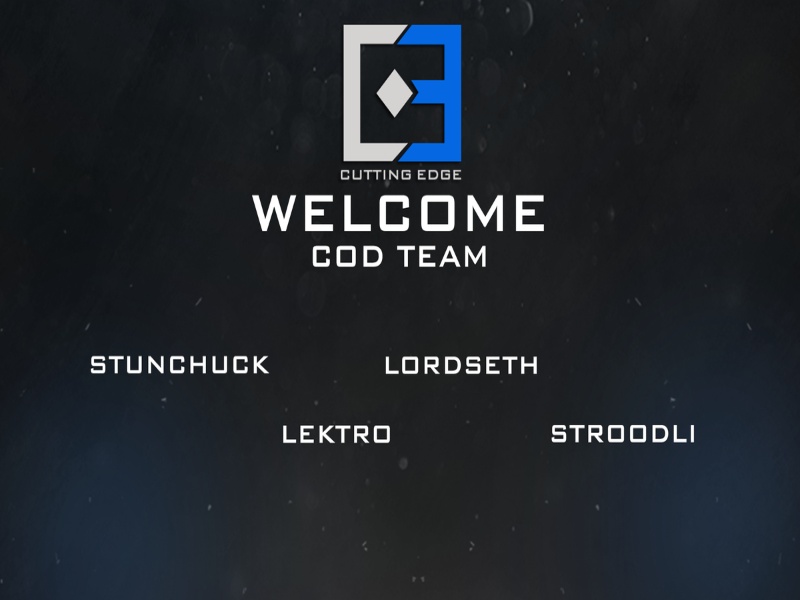 CUTTING EDGE
WELCOME
COD TEAM
STUNCHUCK LORDSETH
LEKTRO STROODLI